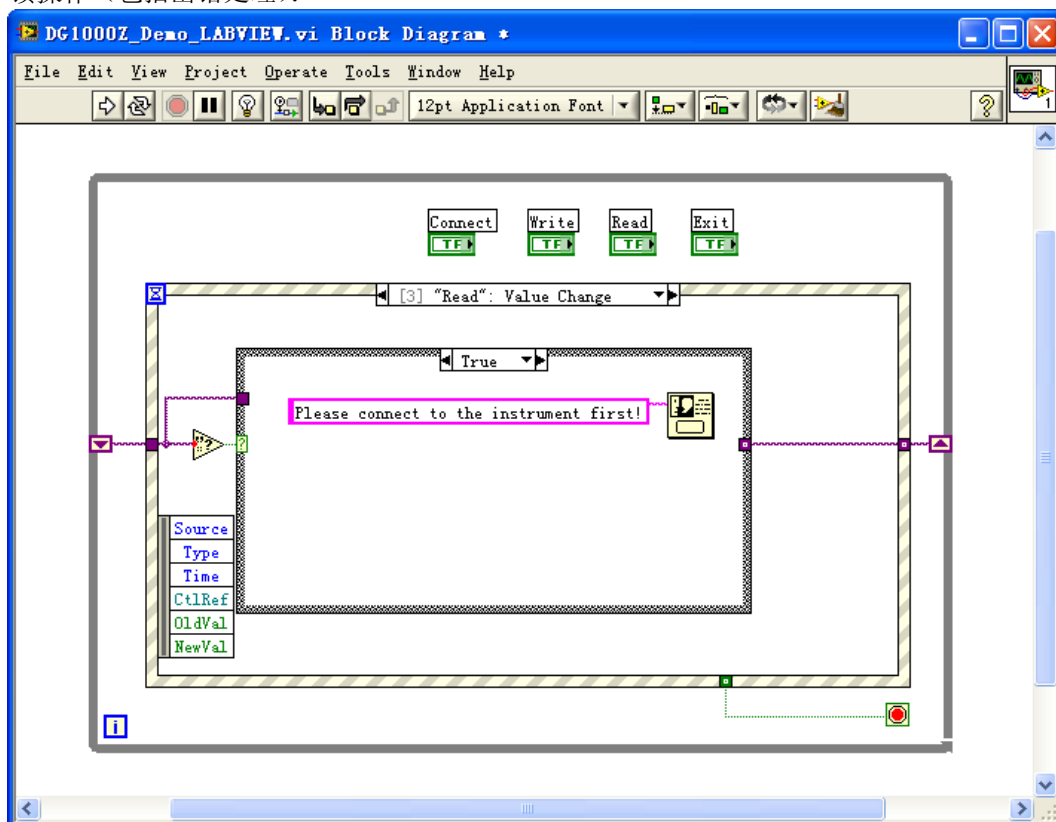 DG1000Z_Demo_LABVIEW.vi Block Diagram *
File Edit View Project Operate Tools Window Help
12pt Application Font
1
Connect Write Read Exit
TF TF TF TF
[3] "Read": Value Change
True
Please connect to the instrument first!
?
Source
Type
Time
CtlRef
OldVal
NewVal
i